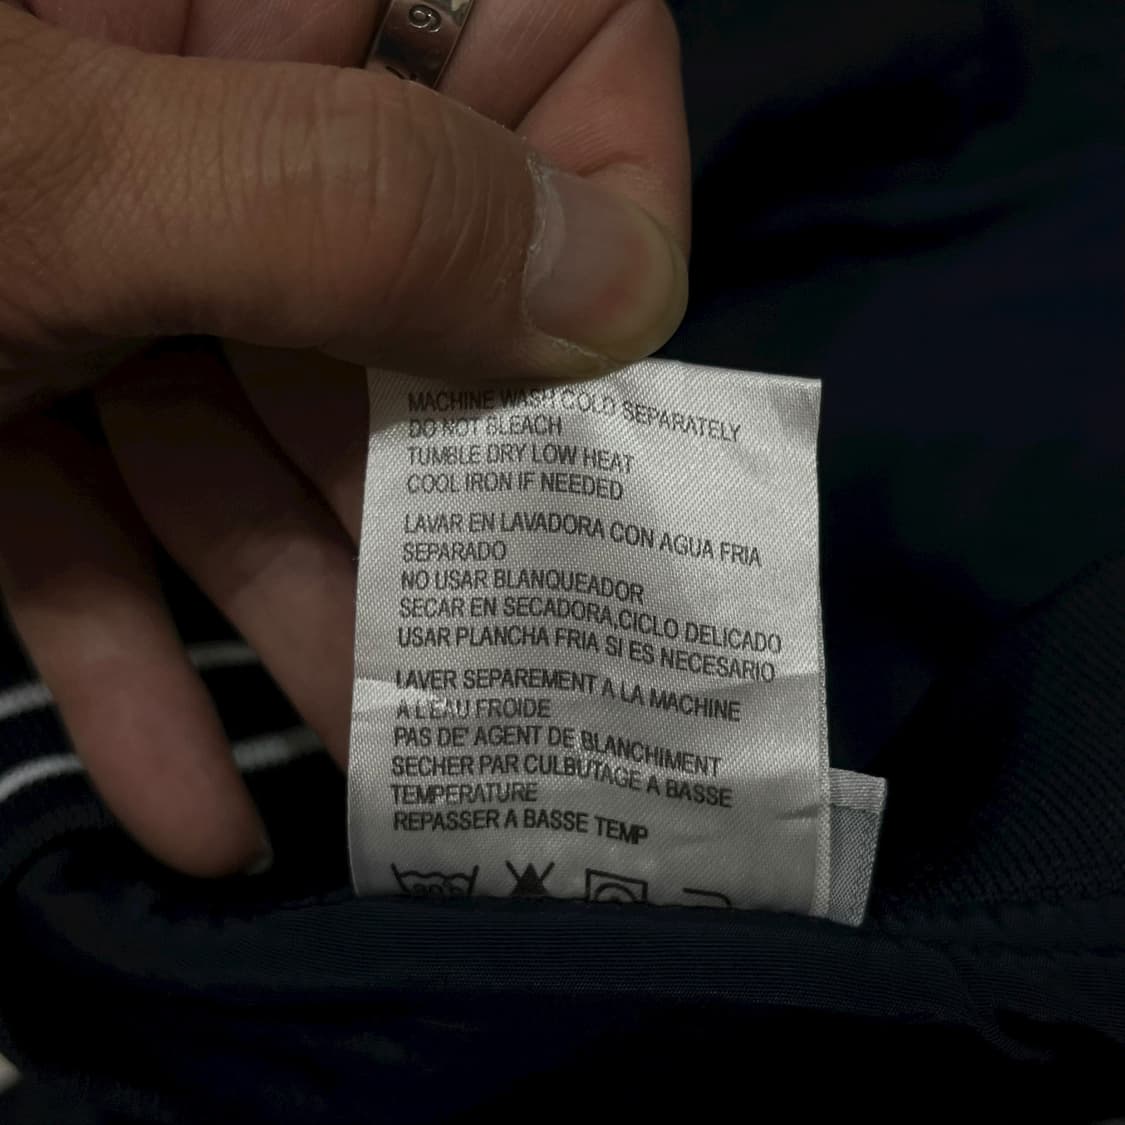 9
MACHINE WASH COLD SEPARATELY
DO NOT BLEACH
TUMBLE DRY LOW HEAT
COOL IRON IF NEEDED
LAVAR EN LAVADORA CON AGUA FRIA
SEPARADO
NO USAR BLANQUEADOR
SECAR EN SECADORA,CICLO DELICADO
USAR PLANCHA FRIA SI ES NECESARIO
LAVER SEPAREMENT A LA MACHINE
A L'EAU FROIDE
PAS DE' AGENT DE BLANCHIMENT
SECHER PAR CULBUTAGE A BASSE
TEMPERATURE
REPASSER A BASSE TEMP